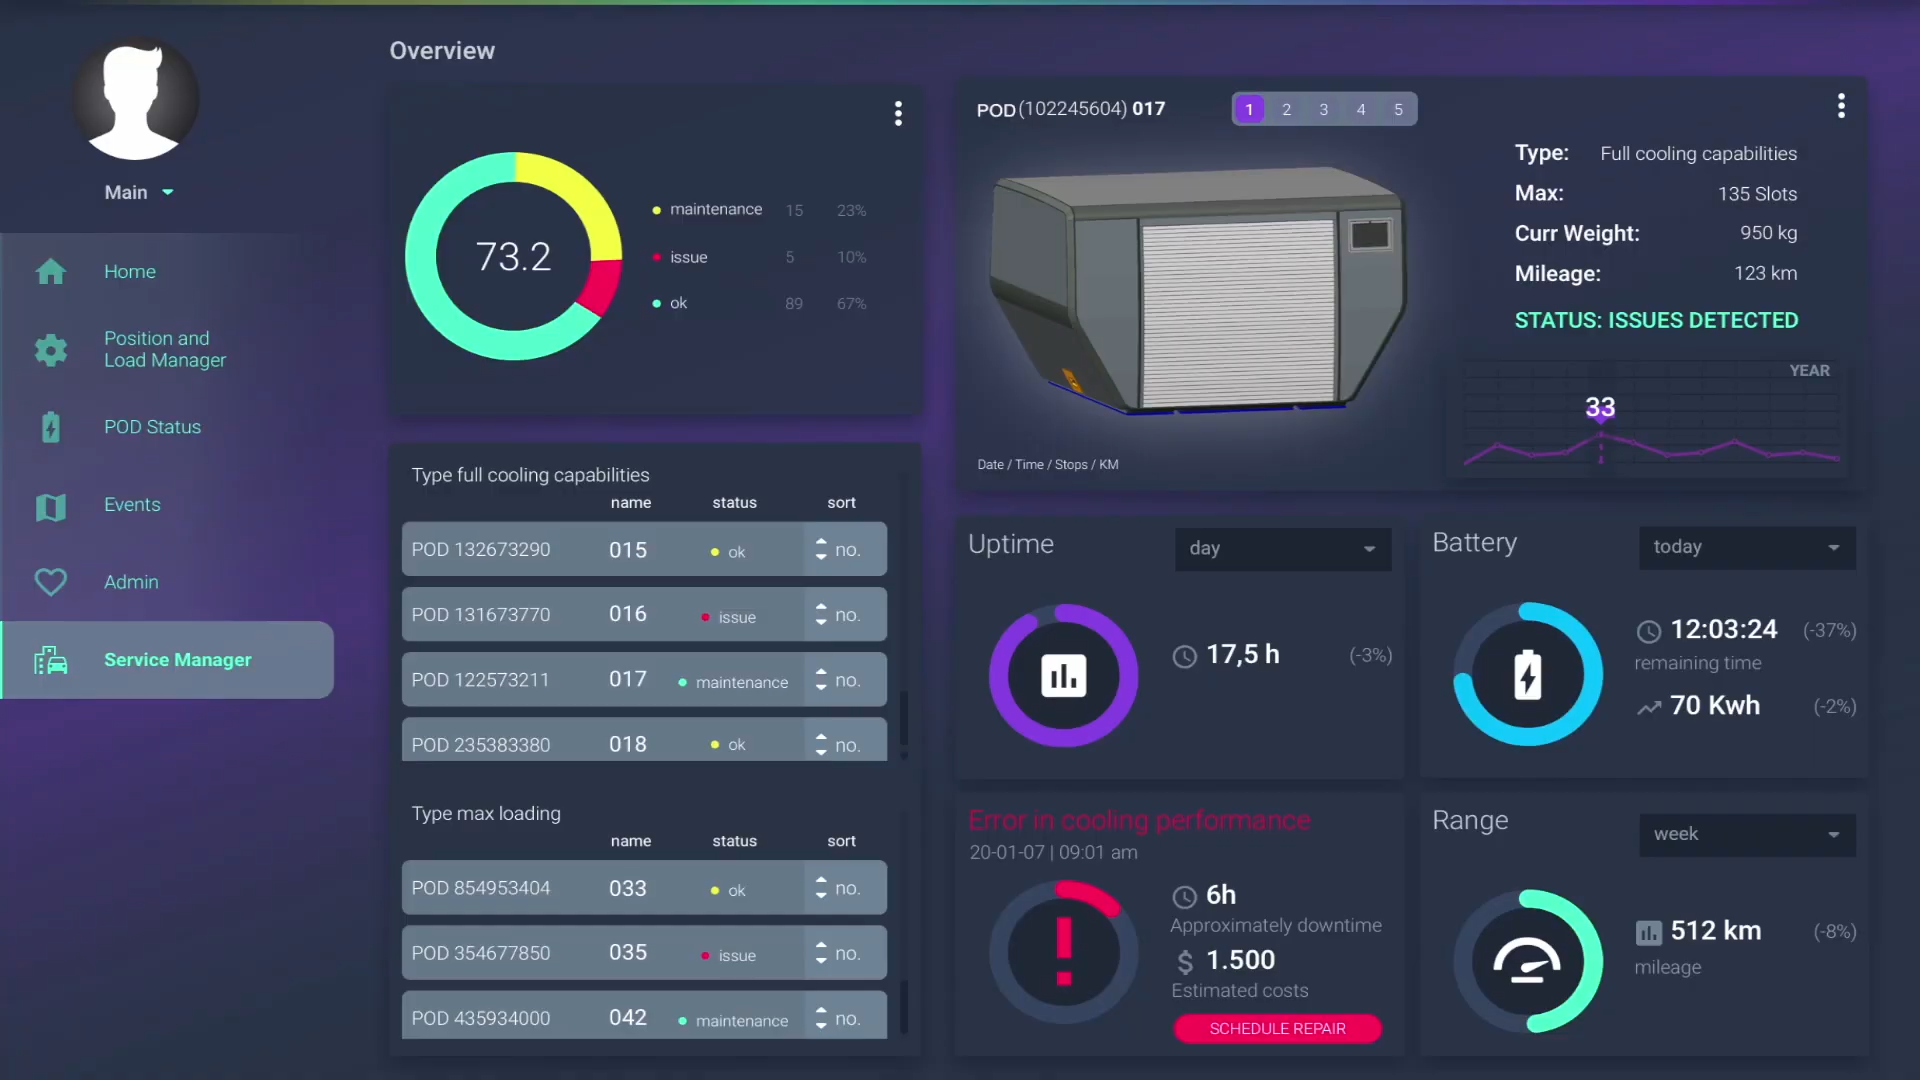 Main
Home
Position and
Load Manager
POD Status
Events
Admin
Service Manager
Overview
73.2
maintenance 15 23%
issue 5 10%
ok 89 67%
Type full cooling capabilities
name status sort
POD 132673290 015 ok no.
POD 131673770 016 issue no.
POD 122573211 017 maintenance no.
POD 235383380 018 ok no.
Type max loading
name status sort
POD 854953404 033 ok no.
POD 354677850 035 issue no.
POD 435934000 042 maintenance no.
POD(102245604) 017
1 2 3 4 5
Type: Full cooling capabilities
Max: 135 Slots
Curr Weight: 950 kg
Mileage: 123 km
STATUS: ISSUES DETECTED
YEAR
33
Date / Time / Stops / KM
Uptime
day
17,5 h (-3%)
Battery
today
12:03:24 (-37%)
remaining time
70 Kwh (-2%)
Error in cooling performance
20-01-07 | 09:01 am
6h
Approximately downtime
$ 1.500
Estimated costs
SCHEDULE REPAIR
Range
week
512 km (-8%)
mileage